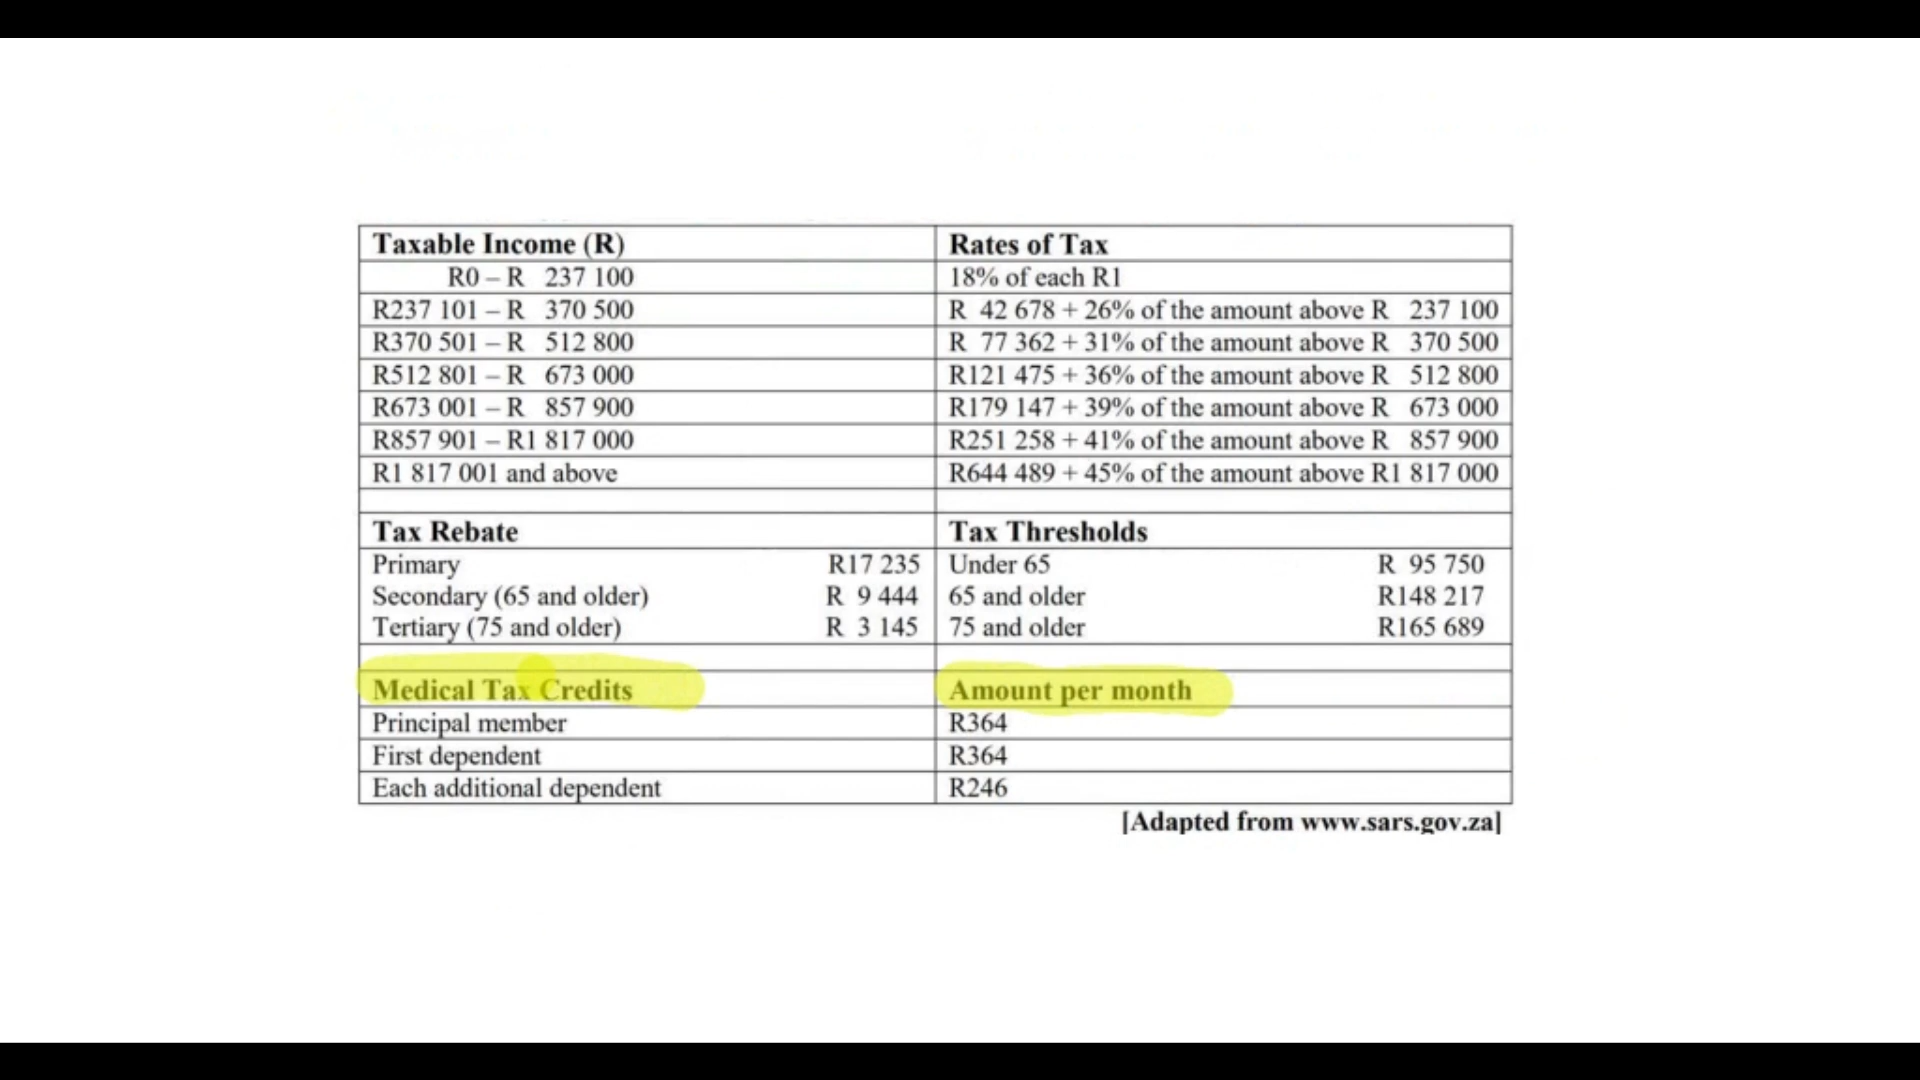 Taxable Income (R) Rates of Tax
R0 – R 237 100 18% of each R1
R237 101 – R 370 500 R 42 678 + 26% of the amount above R 237 100
R370 501 – R 512 800 R 77 362 + 31% of the amount above R 370 500
R512 801 – R 673 000 R121 475 + 36% of the amount above R 512 800
R673 001 – R 857 900 R179 147 + 39% of the amount above R 673 000
R857 901 – R1 817 000 R251 258 + 41% of the amount above R 857 900
R1 817 001 and above R644 489 + 45% of the amount above R1 817 000
Tax Rebate Tax Thresholds
Primary R17 235 Under 65 R 95 750
Secondary (65 and older) R 9 444 65 and older R148 217
Tertiary (75 and older) R 3 145 75 and older R165 689
Medical Tax Credits Amount per month
Principal member R364
First dependent R364
Each additional dependent R246
[Adapted from www.sars.gov.za]